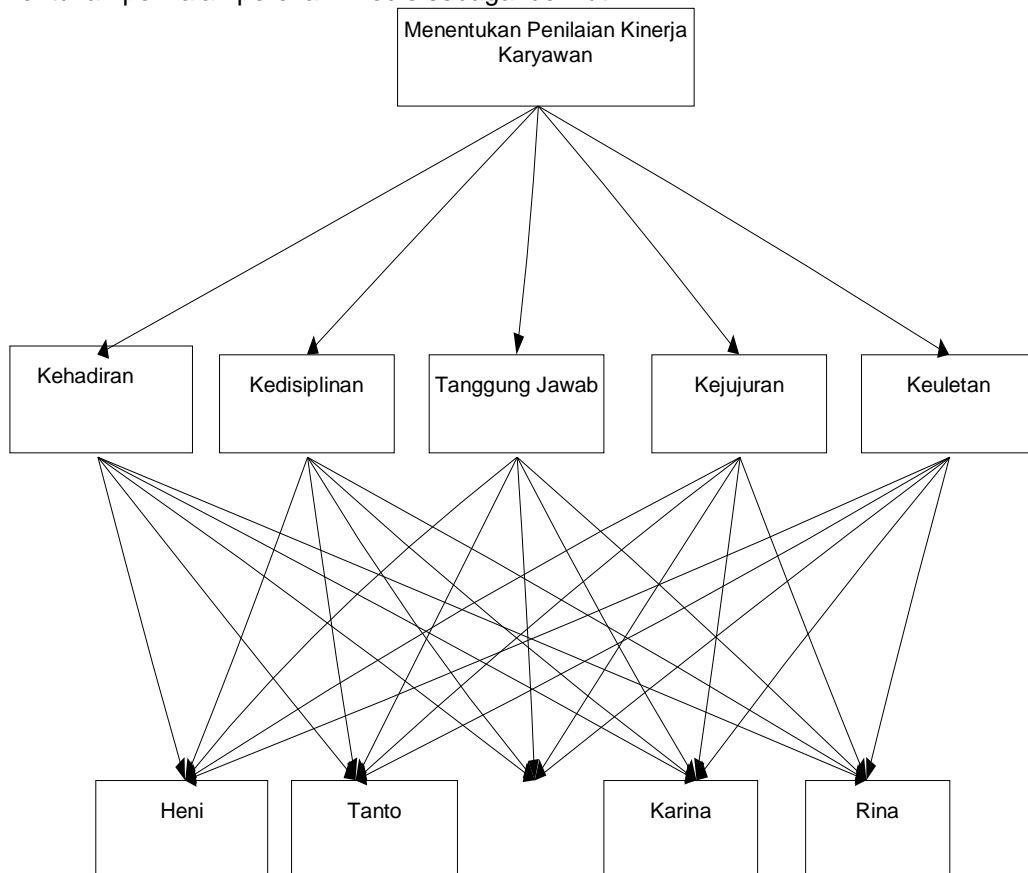 Menentukan Penilaian Kinerja
Karyawan
Kehadiran
Kedisiplinan
Tanggung Jawab
Kejujuran
Keuletan
Heni
Tanto
Karina
Rina